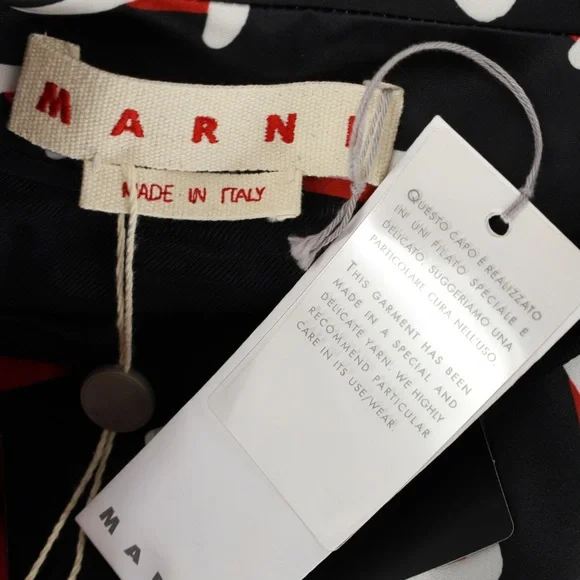 MARNI
MADE IN ITALY
QUESTO CAPO È REALIZZATO
IN UN FILATO SPECIALE E
DELICATO. SUGGERIAMO UNA
PARTICOLARE CURA NELL'USO.
THIS GARMENT HAS BEEN
MADE IN A SPECIAL AND
DELICATE YARN. WE HIGHLY
RECOMMEND PARTICULAR
CARE IN ITS USE/WEAR.
MA